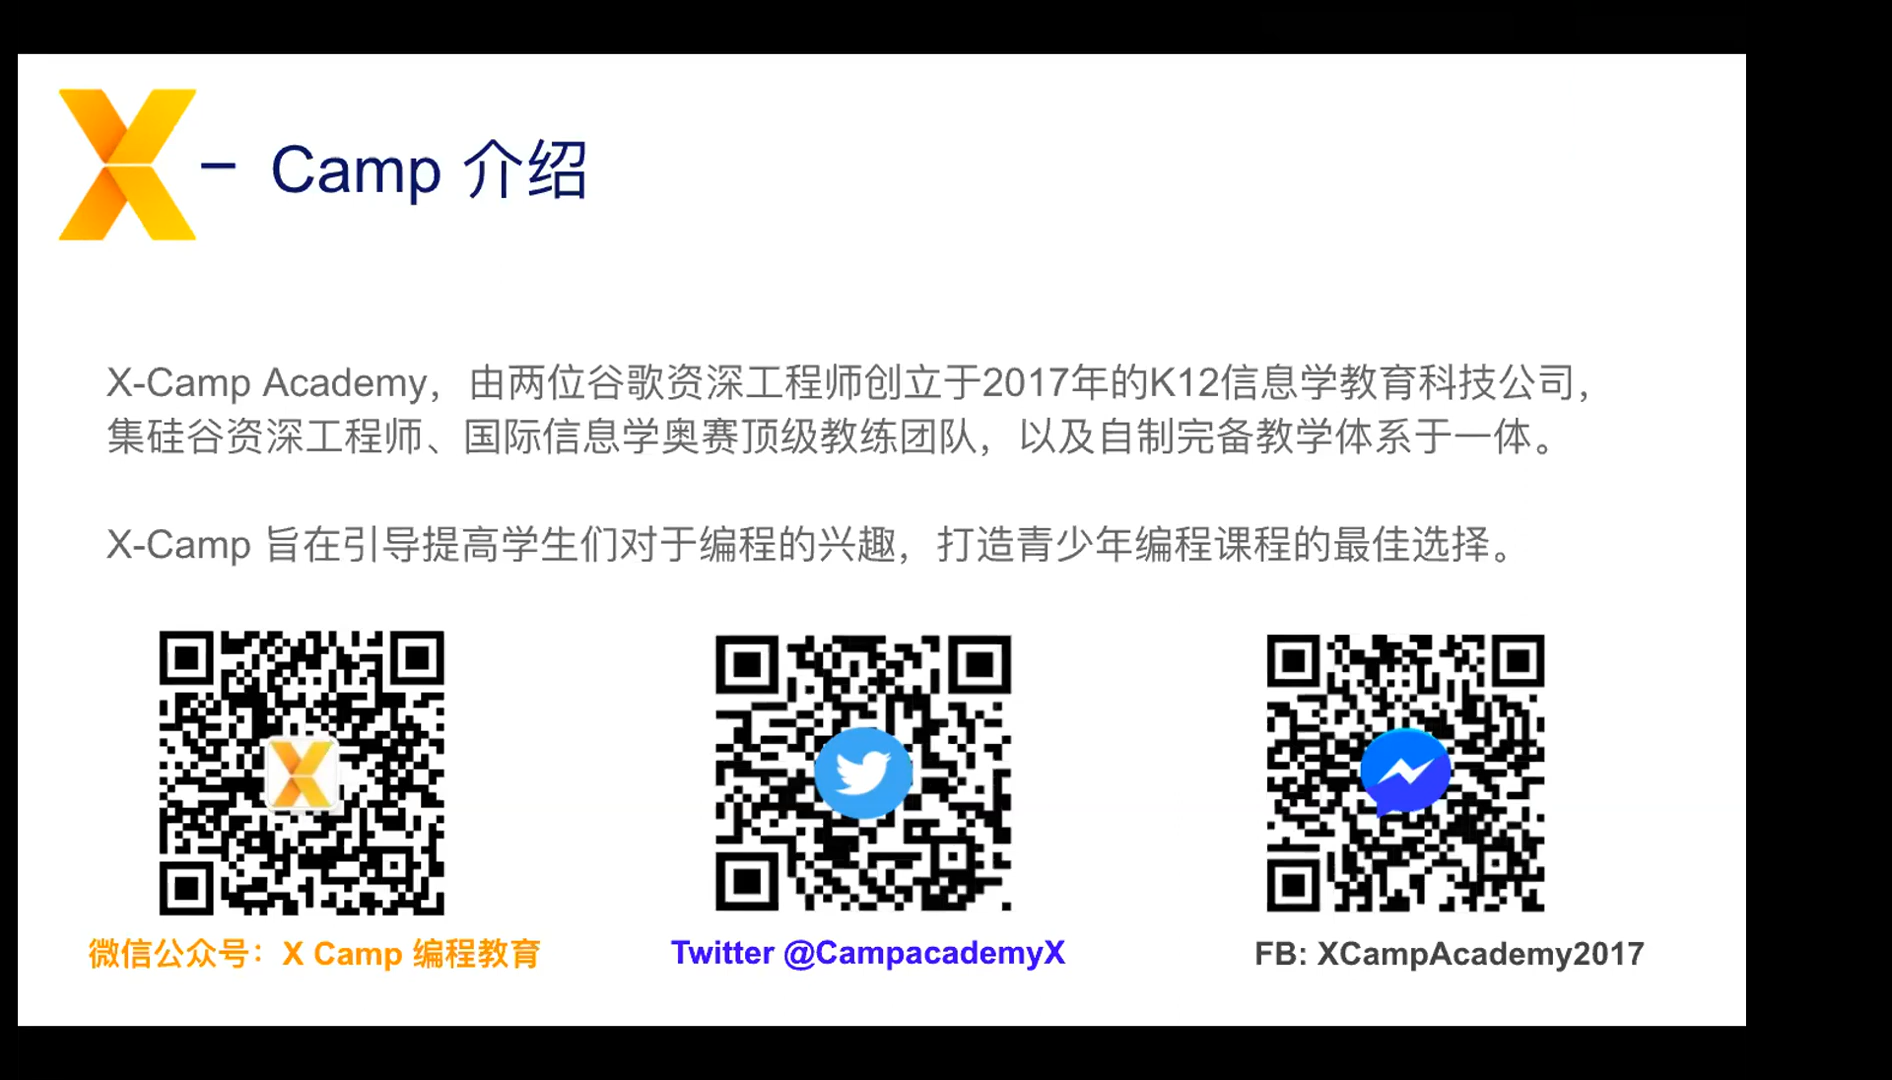 X - Camp 介绍
X-Camp Academy，由两位谷歌资深工程师创立于2017年的K12信息学教育科技公司，
集硅谷资深工程师、国际信息学奥赛顶级教练团队，以及自制完备教学体系于一体。
X-Camp 旨在引导提高学生们对于编程的兴趣，打造青少年编程课程的最佳选择。
微信公众号：X Camp 编程教育
Twitter @CampacademyX
FB: XCampAcademy2017